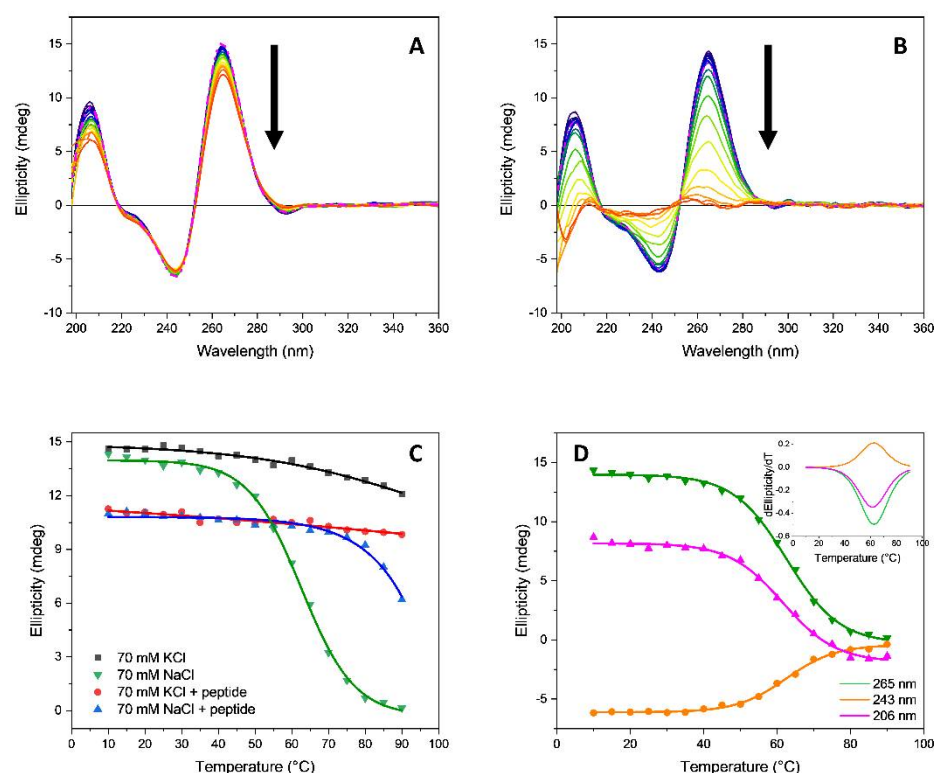 A
15
10
5
0
-5
-10
Ellipticity (mdeg)
200 220 240 260 280 300 320 340 360
Wavelength (nm)
B
15
10
5
0
-5
-10
Ellipticity (mdeg)
200 220 240 260 280 300 320 340 360
Wavelength (nm)
C
15
12
9
6
3
0
Ellipticity (mdeg)
70 mM KCl
70 mM NaCl
70 mM KCl + peptide
70 mM NaCl + peptide
0 10 20 30 40 50 60 70 80 90 100
Temperature (°C)
D
15
10
5
0
-5
Ellipticity (mdeg)
0.2
0.0
-0.2
-0.4
-0.6
dEllipticity/dT
0 20 40 60 80 100
Temperature (°C)
265 nm
243 nm
206 nm
0 20 40 60 80 100
Temperature (°C)